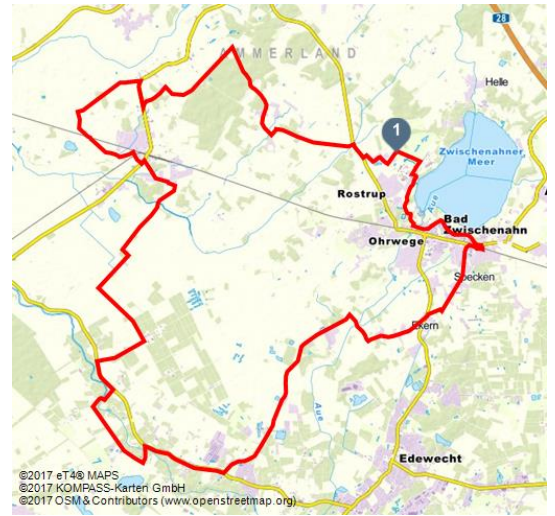 28
AMMERLAND
Helle
1
Zwischenahner
Meer
Rostrup
Aue
Bad
Zwischenahn
Ohrwege
Specken
Ekern
Aue
Edewecht
©2017 eT4® MAPS
©2017 KOMPASS-Karten GmbH
©2017 OSM & Contributors (www.openstreetmap.org)